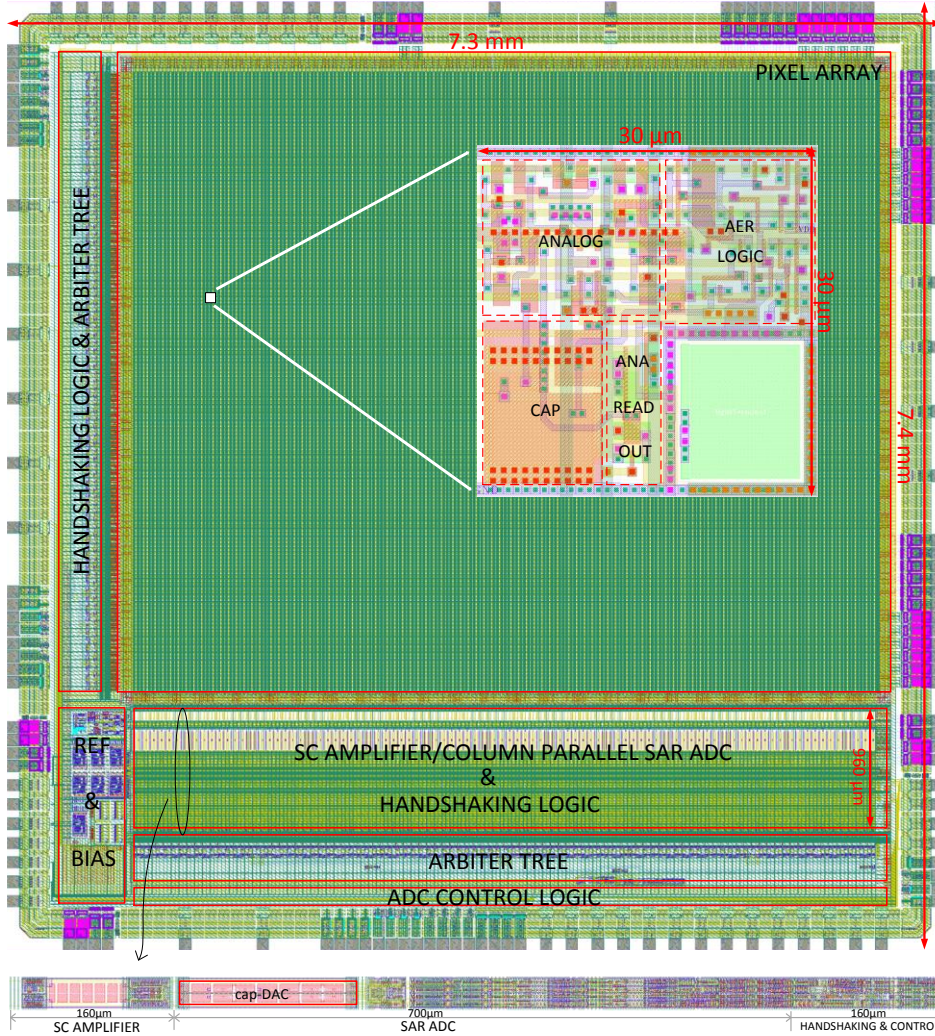 7.3 mm
PIXEL ARRAY
30 µm
ANALOG
AER
LOGIC
30 µm
ANA
CAP
READ
OUT
7.4 mm
HANDSHAKING LOGIC & ARBITER TREE
REF
&
BIAS
SC AMPLIFIER/COLUMN PARALLEL SAR ADC
&
HANDSHAKING LOGIC
960 µm
ARBITER TREE
ADC CONTROL LOGIC
cap-DAC
160µm
700µm
160µm
SC AMPLIFIER
SAR ADC
HANDSHAKING & CONTRO